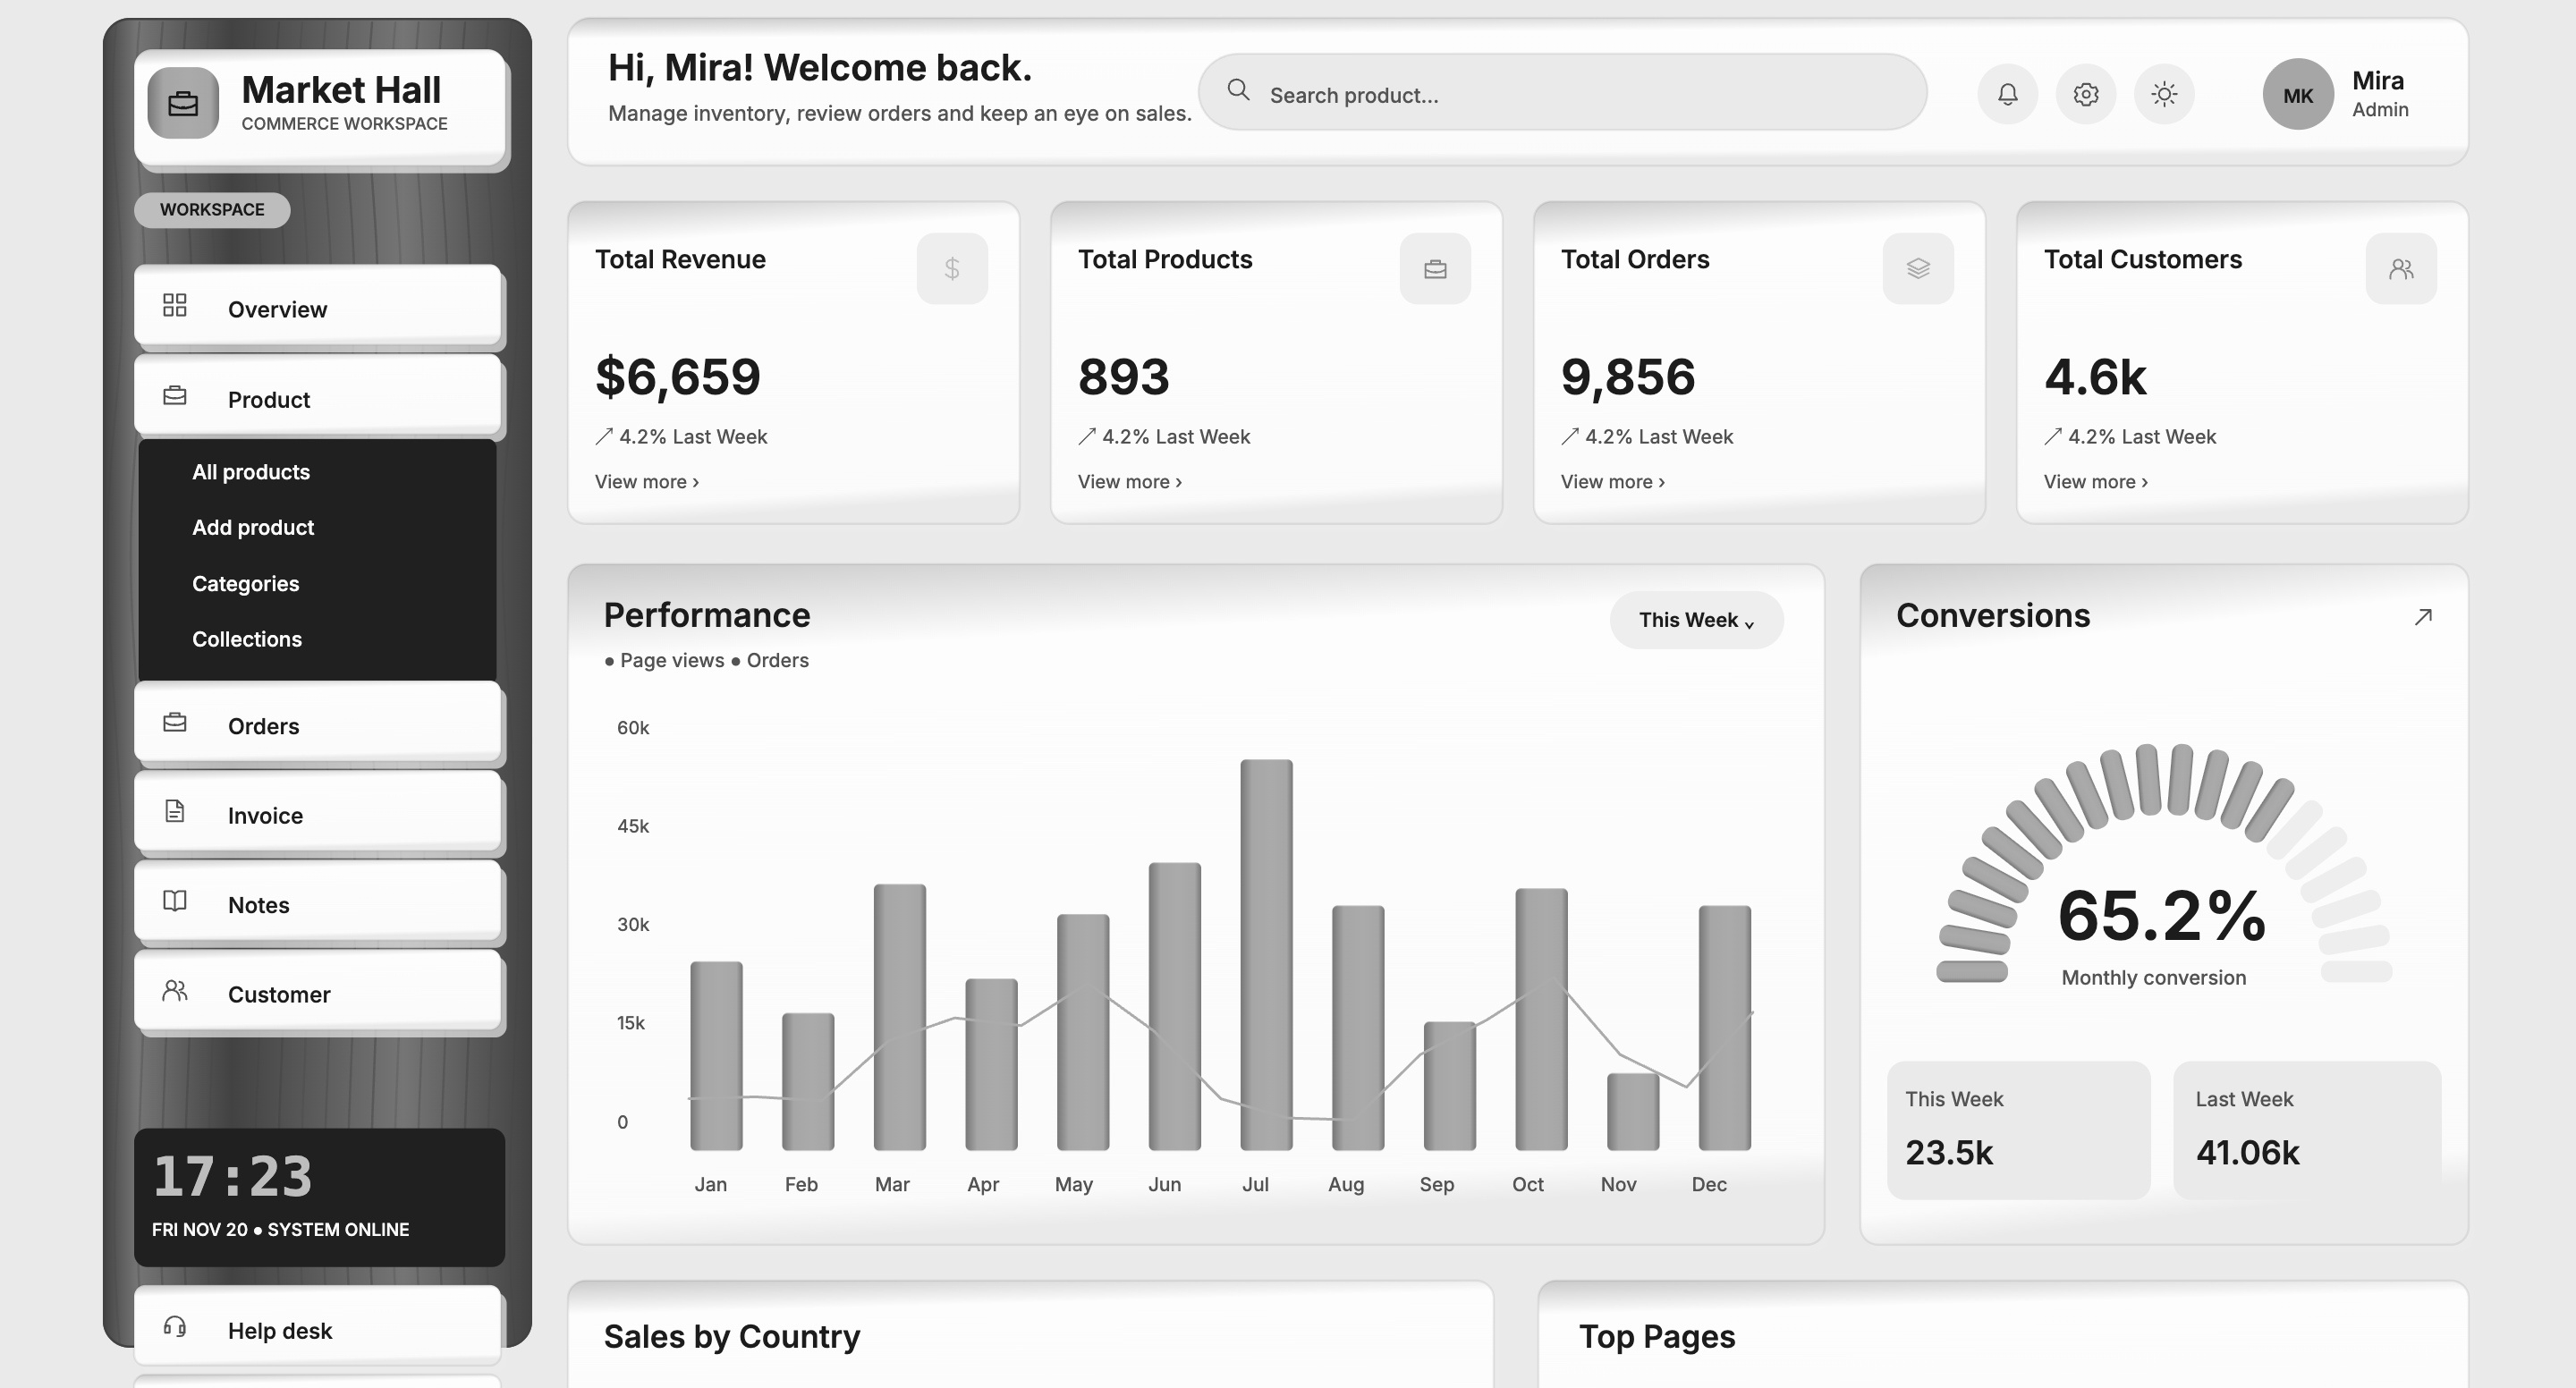 Market Hall
COMMERCE WORKSPACE
WORKSPACE
Overview
Product
All products
Add product
Categories
Collections
Orders
Invoice
Notes
Customer
17:23
FRI NOV 20 ● SYSTEM ONLINE
Help desk
Hi, Mira! Welcome back.
Manage inventory, review orders and keep an eye on sales.
Search product...
MK
Mira
Admin
Total Revenue
$
$6,659
↗ 4.2% Last Week
View more ›
Total Products
893
↗ 4.2% Last Week
View more ›
Total Orders
9,856
↗ 4.2% Last Week
View more ›
Total Customers
4.6k
↗ 4.2% Last Week
View more ›
Performance
● Page views ● Orders
This Week
60k
45k
30k
15k
0
Jan Feb Mar Apr May Jun Jul Aug Sep Oct Nov Dec
Conversions
65.2%
Monthly conversion
This Week
23.5k
Last Week
41.06k
Sales by Country
Top Pages